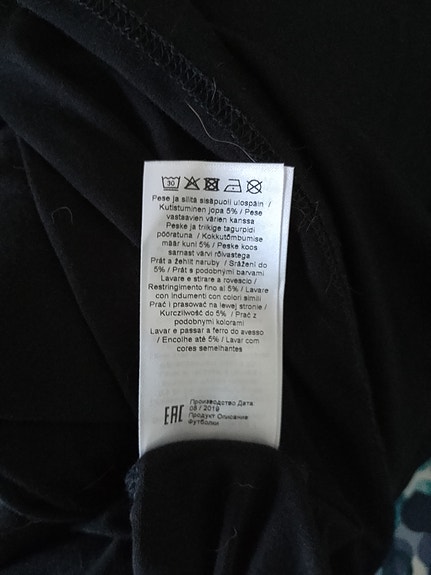 30
Pese ja silitä sisäpuoli ulospäin /
Kutistuminen jopa 5% / Pese
vastaavien värien kanssa
Peske ja triikige tagurpidi
pööratuna / Kokkutõmbumise
määr kuni 5% / Peske koos
sarnast värvi rõivastega
Prát a žehlit naruby / Sráženi do
5% / Prát s podobnými barvami
Lavare e stirare a rovescio /
Restringimento fino al 5% / Lavare
con indumenti con colori simili
Prać i prasować na lewej stronie /
Kurczliwość do 5% / Prać z
podobnymi kolorami
Lavar e passar a ferro do avesso
/ Encolhe até 5% / Lavar com
cores semelhantes
EAC
Производство Дата
08 / 2019
Продукт Описание
Футболки